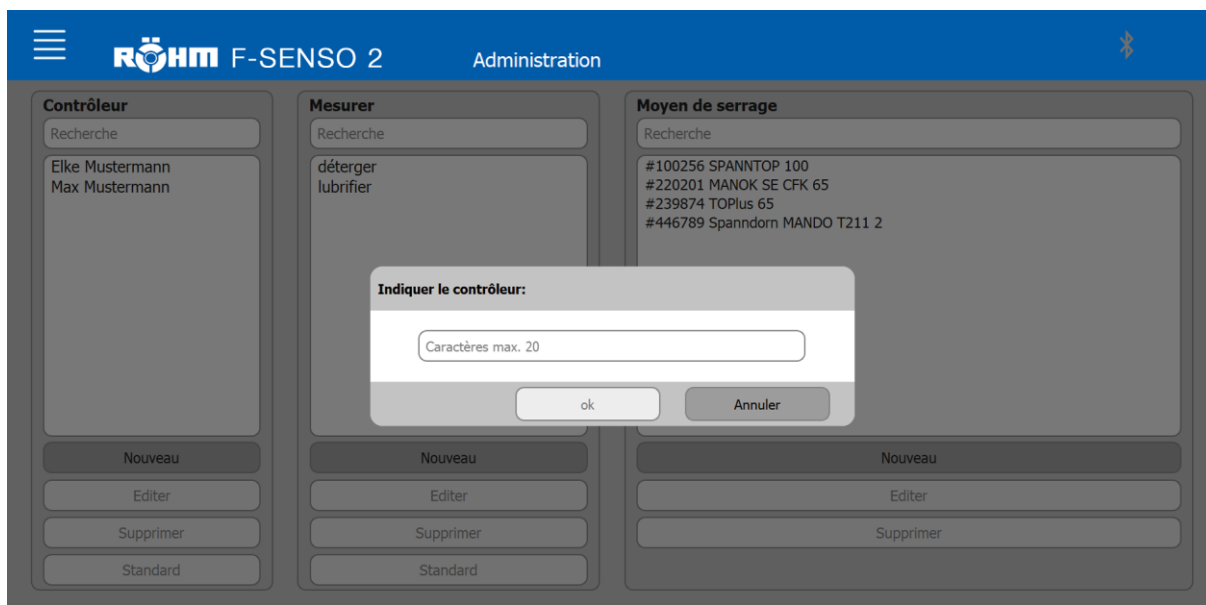 RÖHM F-SENSO 2 Administration
Contrôleur
Recherche
Elke Mustermann
Max Mustermann
Nouveau
Editer
Supprimer
Standard
Mesurer
Recherche
déterger
lubrifier
Nouveau
Editer
Supprimer
Standard
Moyen de serrage
Recherche
#100256 SPANNTOP 100
#220201 MANOK SE CFK 65
#239874 TOPlus 65
#446789 Spanndorn MANDO T211 2
Nouveau
Editer
Supprimer
Indiquer le contrôleur:
Caractères max. 20
ok Annuler